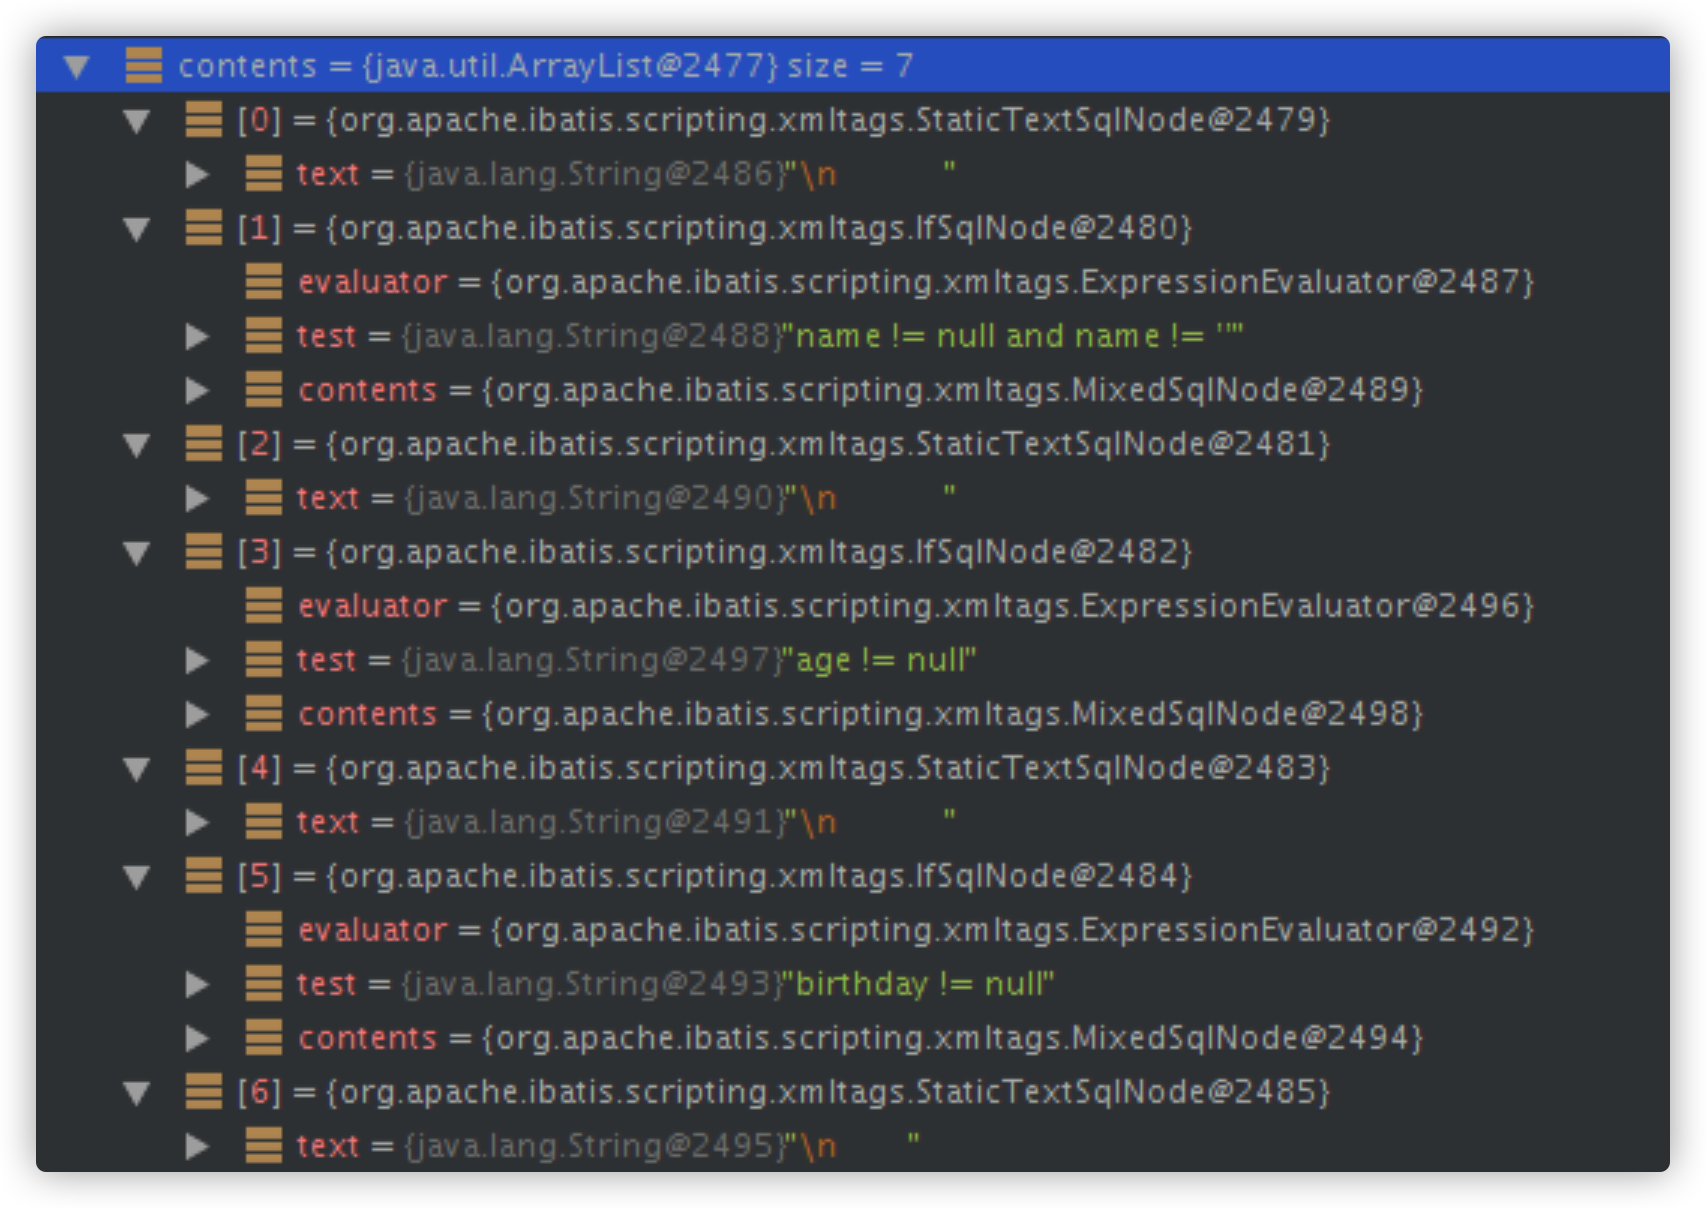 contents = {java.util.ArrayList@2477} size = 7
[0] = {org.apache.ibatis.scripting.xmltags.StaticTextSqlNode@2479}
text = {java.lang.String@2486}"\n        "
[1] = {org.apache.ibatis.scripting.xmltags.IfSqlNode@2480}
evaluator = {org.apache.ibatis.scripting.xmltags.ExpressionEvaluator@2487}
test = {java.lang.String@2488}"name != null and name != ''"
contents = {org.apache.ibatis.scripting.xmltags.MixedSqlNode@2489}
[2] = {org.apache.ibatis.scripting.xmltags.StaticTextSqlNode@2481}
text = {java.lang.String@2490}"\n        "
[3] = {org.apache.ibatis.scripting.xmltags.IfSqlNode@2482}
evaluator = {org.apache.ibatis.scripting.xmltags.ExpressionEvaluator@2496}
test = {java.lang.String@2497}"age != null"
contents = {org.apache.ibatis.scripting.xmltags.MixedSqlNode@2498}
[4] = {org.apache.ibatis.scripting.xmltags.StaticTextSqlNode@2483}
text = {java.lang.String@2491}"\n        "
[5] = {org.apache.ibatis.scripting.xmltags.IfSqlNode@2484}
evaluator = {org.apache.ibatis.scripting.xmltags.ExpressionEvaluator@2492}
test = {java.lang.String@2493}"birthday != null"
contents = {org.apache.ibatis.scripting.xmltags.MixedSqlNode@2494}
[6] = {org.apache.ibatis.scripting.xmltags.StaticTextSqlNode@2485}
text = {java.lang.String@2495}"\n     "